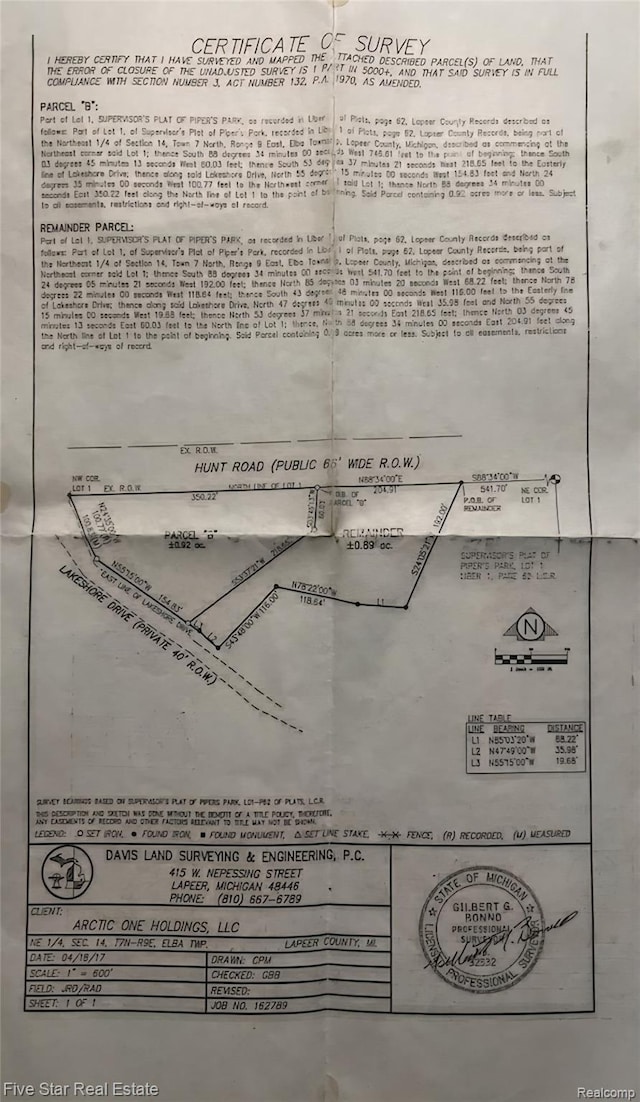 CERTIFICATE OF SURVEY
I HEREBY CERTIFY THAT I HAVE SURVEYED AND MAPPED THE ATTACHED DESCRIBED PARCEL(S) OF LAND, THAT
THE ERROR OF CLOSURE OF THE UNADJUSTED SURVEY IS 1 PART IN 5000+, AND THAT SAID SURVEY IS IN FULL
COMPLIANCE WITH SECTION NUMBER 3, ACT NUMBER 132, P.A. 1970, AS AMENDED.
PARCEL "B":
Part of Lot 1, SUPERVISOR'S PLAT OF PIPER'S PARK, as recorded in Liber of Plats, page 62, Lapeer County Records described as
follows: Part of Lot 1, of Supervisor's Plat of Piper's Park, recorded in Lib 1 of Plats, page 62, Lapeer County Records, being part of
the Northeast 1/4 of Section 14, Town 7 North, Range 9 East, Elba Township, Lapeer County, Michigan, described as commencing at the
Northeast corner said Lot 1; thence South 88 degrees 34 minutes 00 seconds West 746.61 feet to the point of beginning; thence South
03 degrees 45 minutes 13 seconds West 60.03 feet; thence South 53 deg 37 minutes 21 seconds West 218.65 feet to the Easterly
line of Lakeshore Drive; thence along said Lakeshore Drive, North 55 degrees 15 minutes 00 seconds West 154.83 feet and North 24
degrees 35 minutes 00 seconds West 100.77 feet to the Northwest corner said Lot 1; thence North 88 degrees 34 minutes 00
seconds East 350.22 feet along the North line of Lot 1 to the point of beginning. Said Parcel containing 0.92 acres more or less. Subject
to all easements, restrictions and right-of-ways of record.
REMAINDER PARCEL:
Part of Lot 1, SUPERVISOR'S PLAT OF PIPER'S PARK, as recorded in Liber 1 of Plats, page 62, Lapeer County Records described as
follows: Part of Lot 1, of Supervisor's Plat of Piper's Park, recorded in Lib 1 of Plats, page 62, Lapeer County Records, being part of
the Northeast 1/4 of Section 14, Town 7 North, Range 9 East, Elba Township, Lapeer County, Michigan, described as commencing at the
Northeast corner said Lot 1; thence South 88 degrees 34 minutes 00 seconds West 541.70 feet to the point of beginning; thence South
24 degrees 05 minutes 21 seconds West 192.00 feet; thence North 85 degrees 03 minutes 20 seconds West 68.22 feet; thence North 78
degrees 22 minutes 00 seconds West 118.64 feet; thence South 43 degrees 48 minutes 00 seconds West 116.00 feet to the Easterly line
of Lakeshore Drive; thence along said Lakeshore Drive, North 47 degrees 49 minutes 00 seconds West 35.98 feet and North 55 degrees
15 minutes 00 seconds West 19.68 feet; thence North 53 degrees 37 minutes 21 seconds East 218.65 feet; thence North 03 degrees 45
minutes 13 seconds East 60.03 feet to the North line of Lot 1; thence, North 88 degrees 34 minutes 00 seconds East 204.91 feet along
the North line of Lot 1 to the point of beginning. Said Parcel containing 0. acres more or less. Subject to all easements, restrictions
and right-of-ways of record.
EX. R.O.W.
HUNT ROAD (PUBLIC 66' WIDE R.O.W.)
NW COR.
LOT 1
EX. R.O.W.
NORTH LINE OF LOT 1
350.22'
N88°34'00"E
204.91'
S88°34'00"W
541.70'
NE COR.
LOT 1
P.O.B. OF
REMAINDER
P.O.B. OF
PARCEL "B"
N24°35'00"W
100.77'
PARCEL "B"
±0.92 ac.
REMAINDER
±0.89 ac.
S24°05'21"W
192.00'
S53°37'21"W
218.65'
N55°15'00"W
154.83'
"EAST LINE OF LAKESHORE DRIVE"
LAKESHORE DRIVE (PRIVATE 40' R.O.W.)
N78°22'00"W
118.64'
L1
L3
L2
S43°48'00"W
116.00'
SUPERVISOR'S PLAT OF
PIPER'S PARK, LOT 1
LIBER 1, PAGE 62 L.C.R.
N
LINE TABLE
LINE BEARING DISTANCE
L1 N85°03'20"W 68.22'
L2 N47°49'00"W 35.98'
L3 N55°15'00"W 19.68'
SURVEY BEARINGS BASED ON SUPERVISOR'S PLAT OF PIPERS PARK, LO1-P62 OF PLATS, L.C.R.
THIS DESCRIPTION AND SKETCH WAS DONE WITHOUT THE BENEFIT OF A TITLE POLICY, THEREFORE,
ANY EASEMENTS OF RECORD AND OTHER FACTORS RELEVANT TO TITLE MAY NOT BE SHOWN.
LEGEND: O SET IRON, ● FOUND IRON, ■ FOUND MONUMENT, △ SET LINE STAKE, -X-X- FENCE, (R) RECORDED, (M) MEASURED
DAVIS LAND SURVEYING & ENGINEERING, P.C.
415 W. NEPESSING STREET
LAPEER, MICHIGAN 48446
PHONE: (810) 667-6789
CLIENT:
ARCTIC ONE HOLDINGS, LLC
NE 1/4, SEC. 14, T7N-R9E, ELBA TWP. LAPEER COUNTY, MI.
DATE: 04/18/17 DRAWN: CPM
SCALE: 1" = 600' CHECKED: GBB
FIELD: JRD/RAD REVISED:
SHEET: 1 OF 1 JOB NO. 162789
STATE OF MICHIGAN
GILBERT G.
BONNO
PROFESSIONAL
SURVEYOR
32532
LICENSED PROFESSIONAL SURVEYOR
Five Star Real Estate
Realcomp